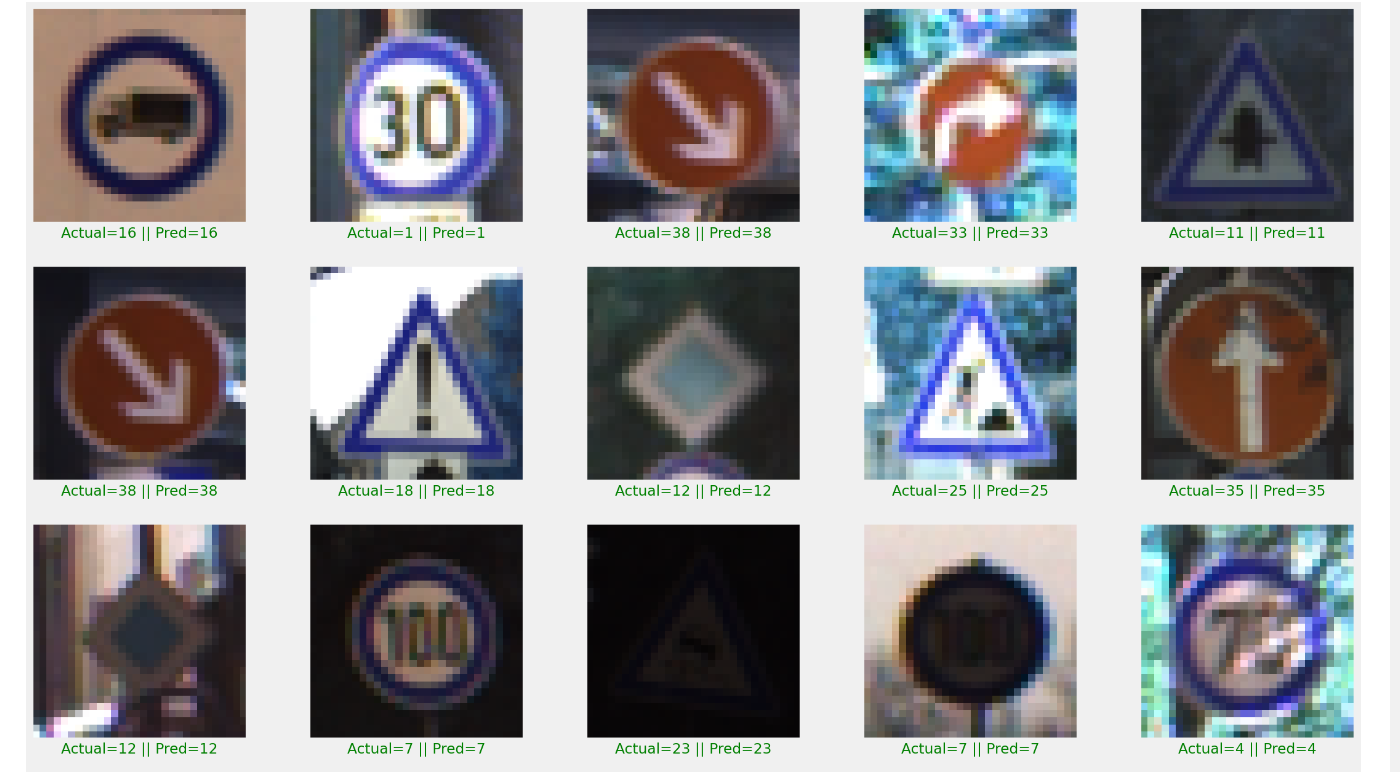 30
Actual=16 || Pred=16
Actual=1 || Pred=1
Actual=38 || Pred=38
Actual=33 || Pred=33
Actual=11 || Pred=11
Actual=38 || Pred=38
Actual=18 || Pred=18
Actual=12 || Pred=12
Actual=25 || Pred=25
Actual=35 || Pred=35
100
100
Actual=12 || Pred=12
Actual=7 || Pred=7
Actual=23 || Pred=23
Actual=7 || Pred=7
Actual=4 || Pred=4